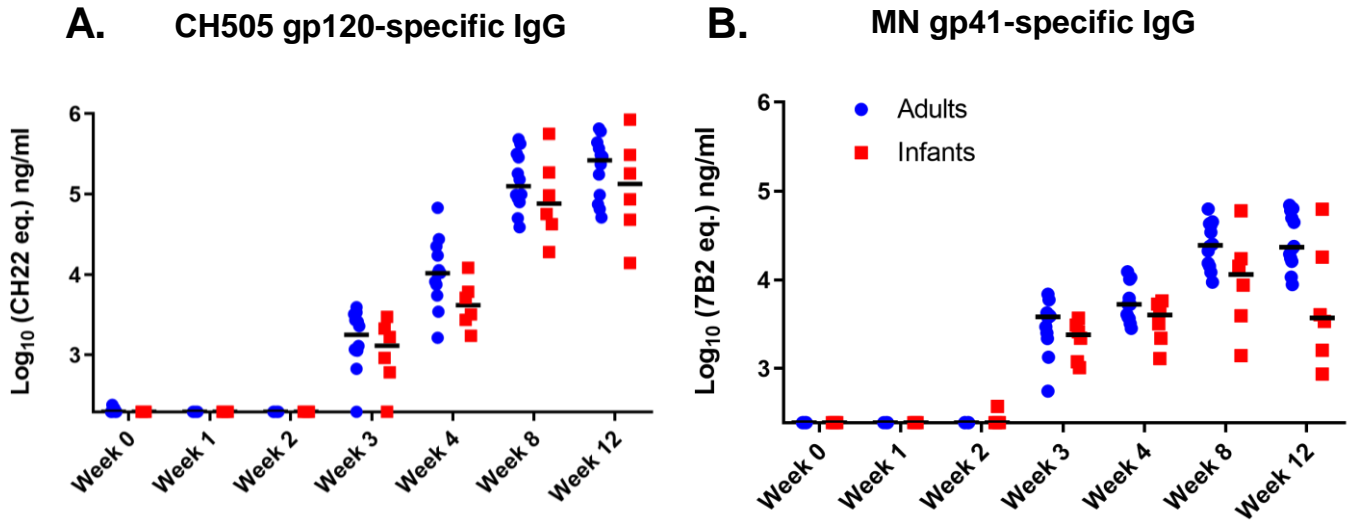 A. CH505 gp120-specific IgG
Log₁₀ (CH22 eq.) ng/ml
6
5
4
3
Week 0
Week 1
Week 2
Week 3
Week 4
Week 8
Week 12
B. MN gp41-specific IgG
Log₁₀ (7B2 eq.) ng/ml
6
5
4
3
Adults
Infants
Week 0
Week 1
Week 2
Week 3
Week 4
Week 8
Week 12